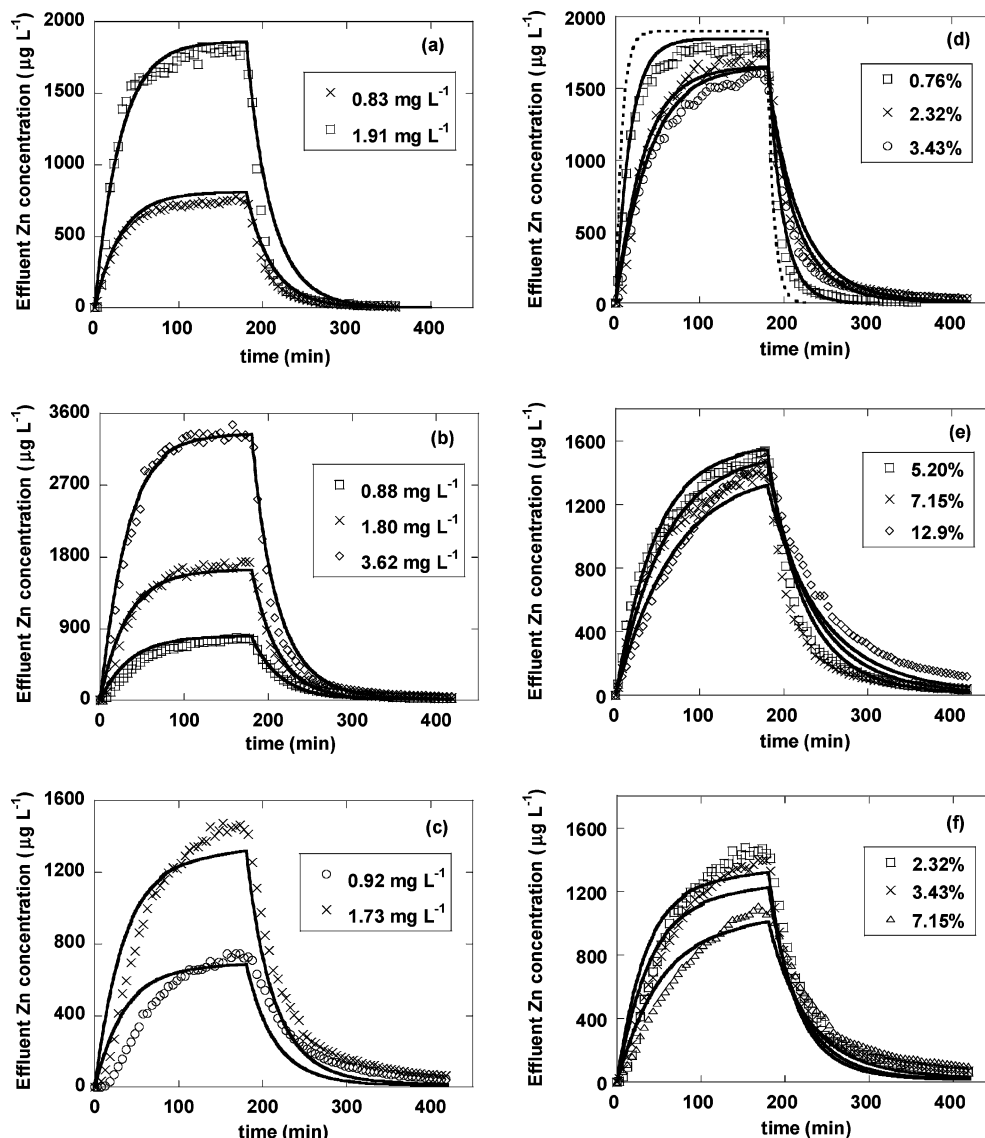 Effluent Zn concentration (µg L⁻¹)
2000
1500
1000
500
0
(a)
0.83 mg L⁻¹
1.91 mg L⁻¹
0 100 200 300 400
time (min)
Effluent Zn concentration (µg L⁻¹)
2000
1500
1000
500
0
(d)
0.76%
2.32%
3.43%
0 100 200 300 400
time (min)
Effluent Zn concentration (µg L⁻¹)
3600
2700
1800
900
0
(b)
0.88 mg L⁻¹
1.80 mg L⁻¹
3.62 mg L⁻¹
0 100 200 300 400
time (min)
Effluent Zn concentration (µg L⁻¹)
1600
1200
800
400
0
(e)
5.20%
7.15%
12.9%
0 100 200 300 400
time (min)
Effluent Zn concentration (µg L⁻¹)
1600
1200
800
400
0
(c)
0.92 mg L⁻¹
1.73 mg L⁻¹
0 100 200 300 400
time (min)
Effluent Zn concentration (µg L⁻¹)
1600
1200
800
400
0
(f)
2.32%
3.43%
7.15%
0 100 200 300 400
time (min)